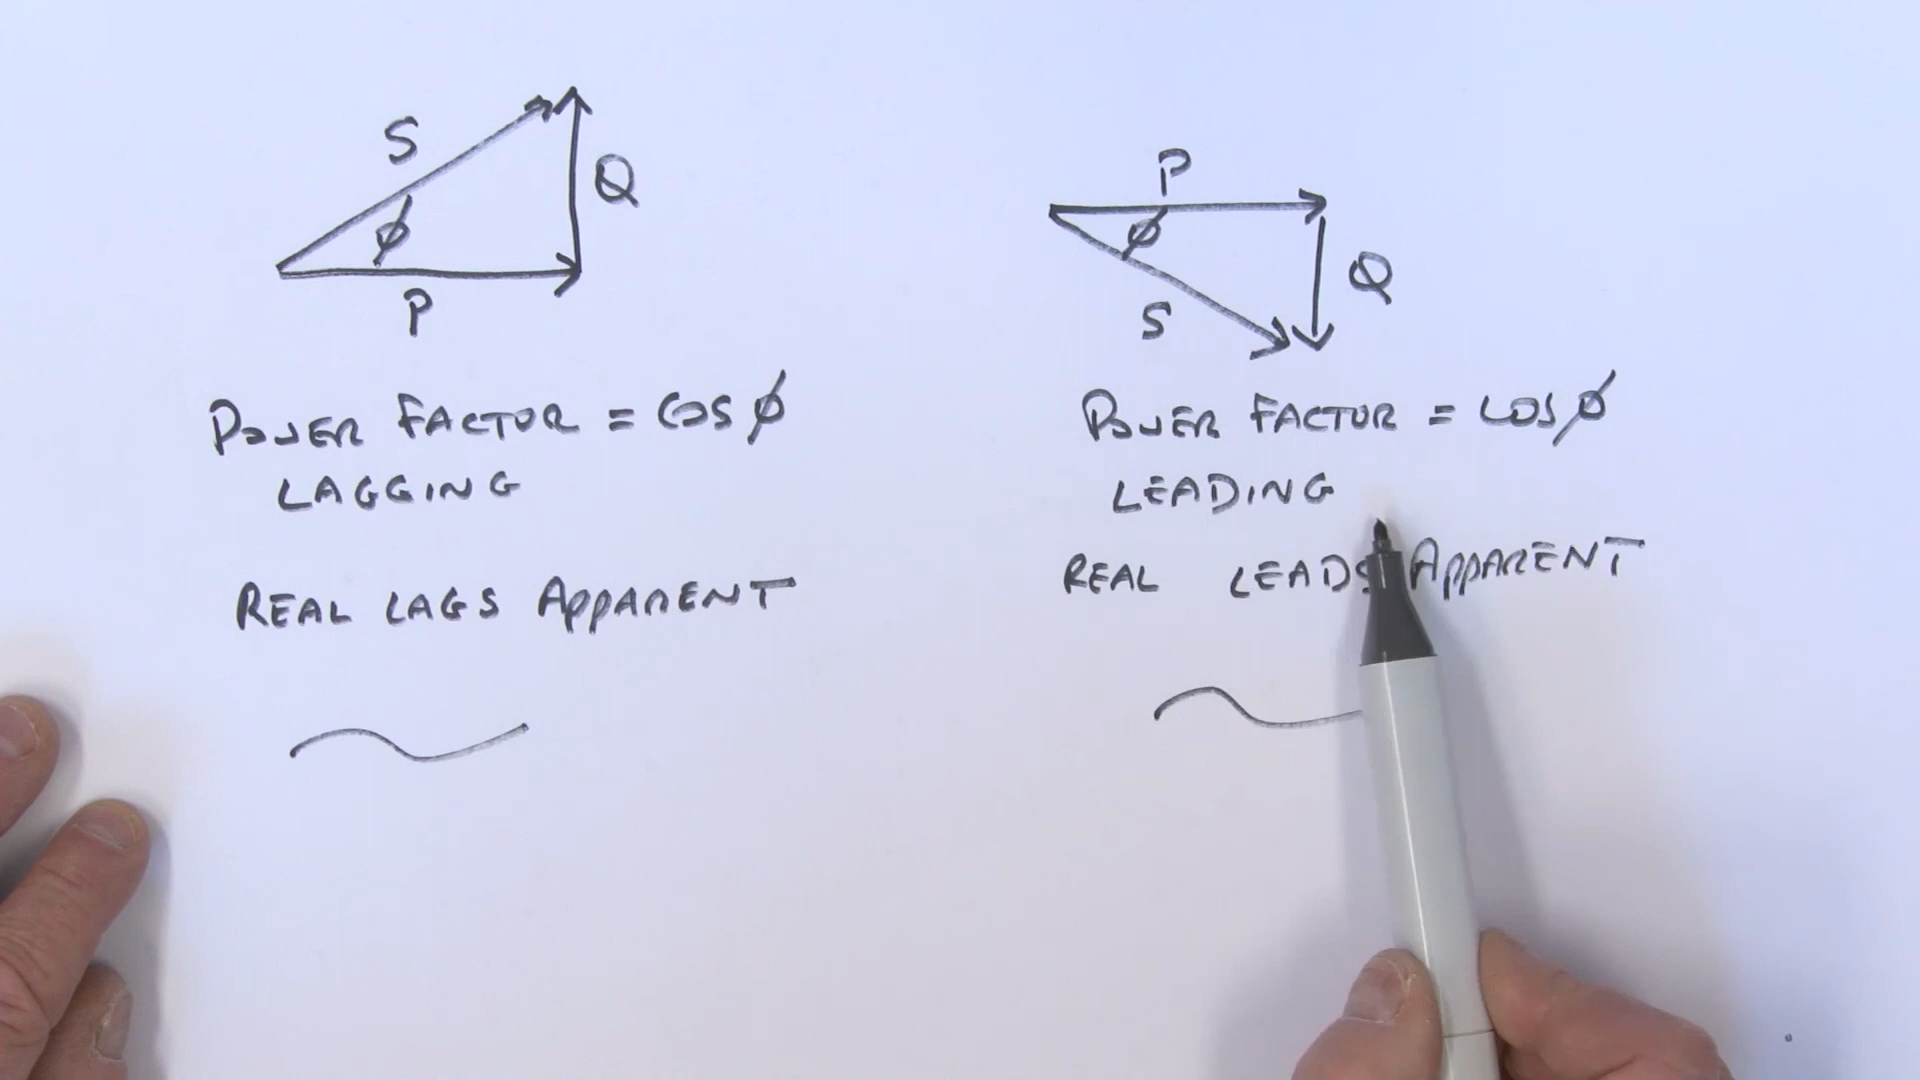 S
Q
φ
P
POWER FACTOR = COS φ
LAGGING
REAL LAGS APPARENT
P
φ
Q
S
POWER FACTOR = COS φ
LEADING
REAL LEADS APPARENT